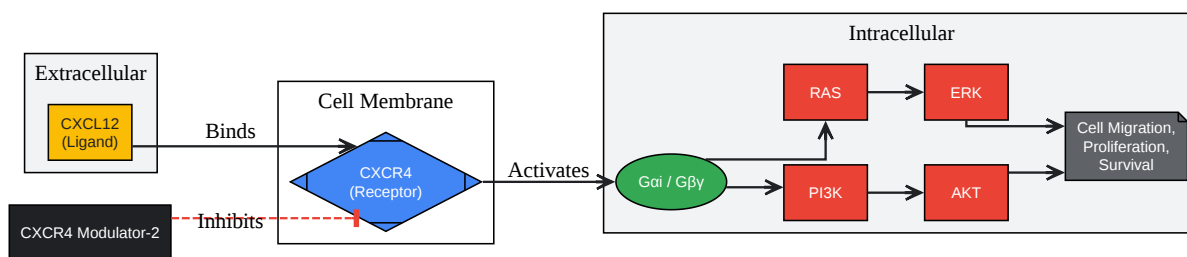 Extracellular
CXCL12
(Ligand)
Binds
CXCR4 Modulator-2
Inhibits
Cell Membrane
CXCR4
(Receptor)
Activates
Intracellular
Gαi / Gβγ
RAS
ERK
PI3K
AKT
Cell Migration,
Proliferation,
Survival